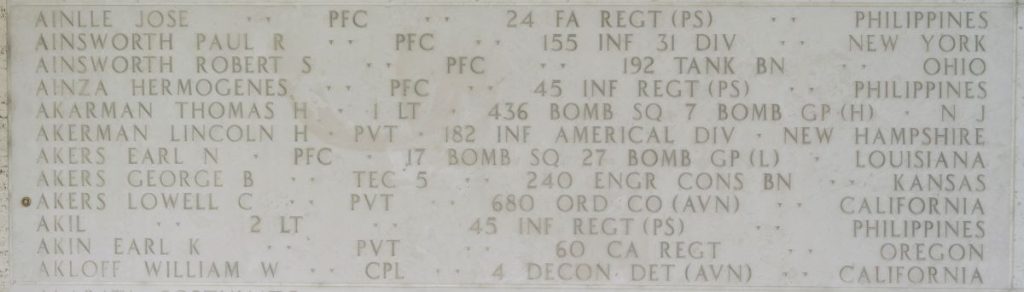 AINLLE JOSE · · PFC · · 24 FA REGT (PS) · · PHILIPPINES
AINSWORTH PAUL R · · PFC · · 155 INF 31 DIV · · NEW YORK
AINSWORTH ROBERT S · · PFC · · 192 TANK BN · · OHIO
AINZA HERMOGENES · · PFC · · 45 INF REGT (PS) · · PHILIPPINES
AKARMAN THOMAS H · 1 LT · 436 BOMB SQ 7 BOMB GP (H) · N J
AKERMAN LINCOLN H · PVT · 182 INF AMERICAL DIV · NEW HAMPSHIRE
AKERS EARL N · PFC · 17 BOMB SQ 27 BOMB GP (L) · LOUISIANA
AKERS GEORGE B · · TEC 5 · · 240 ENGR CONS BN · · KANSAS
AKERS LOWELL C · · PVT · · 680 ORD CO (AVN) · · CALIFORNIA
AKIL · · 2 LT · · 45 INF REGT (PS) · · PHILIPPINES
AKIN EARL K · · PVT · · 60 CA REGT · · OREGON
AKLOFF WILLIAM W · · CPL · · 4 DECON DET (AVN) · · CALIFORNIA